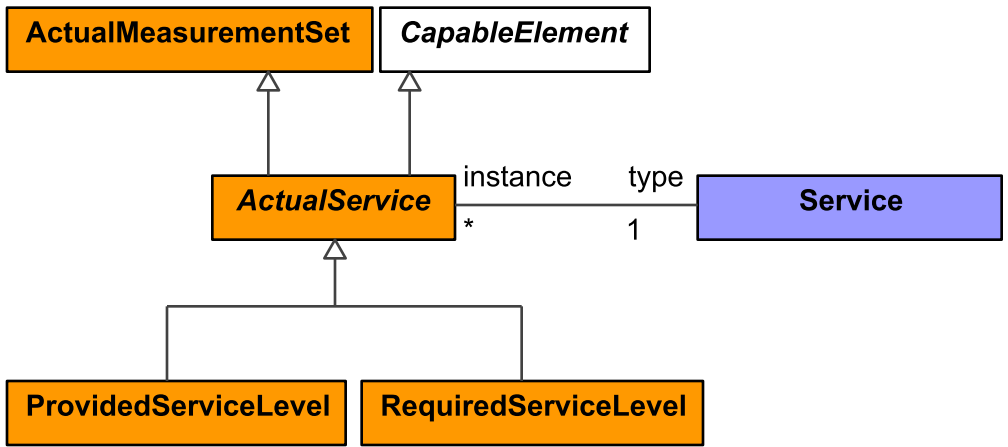 ActualMeasurementSet
CapableElement
instance
type
ActualService
Service
*
1
ProvidedServiceLevel
RequiredServiceLevel